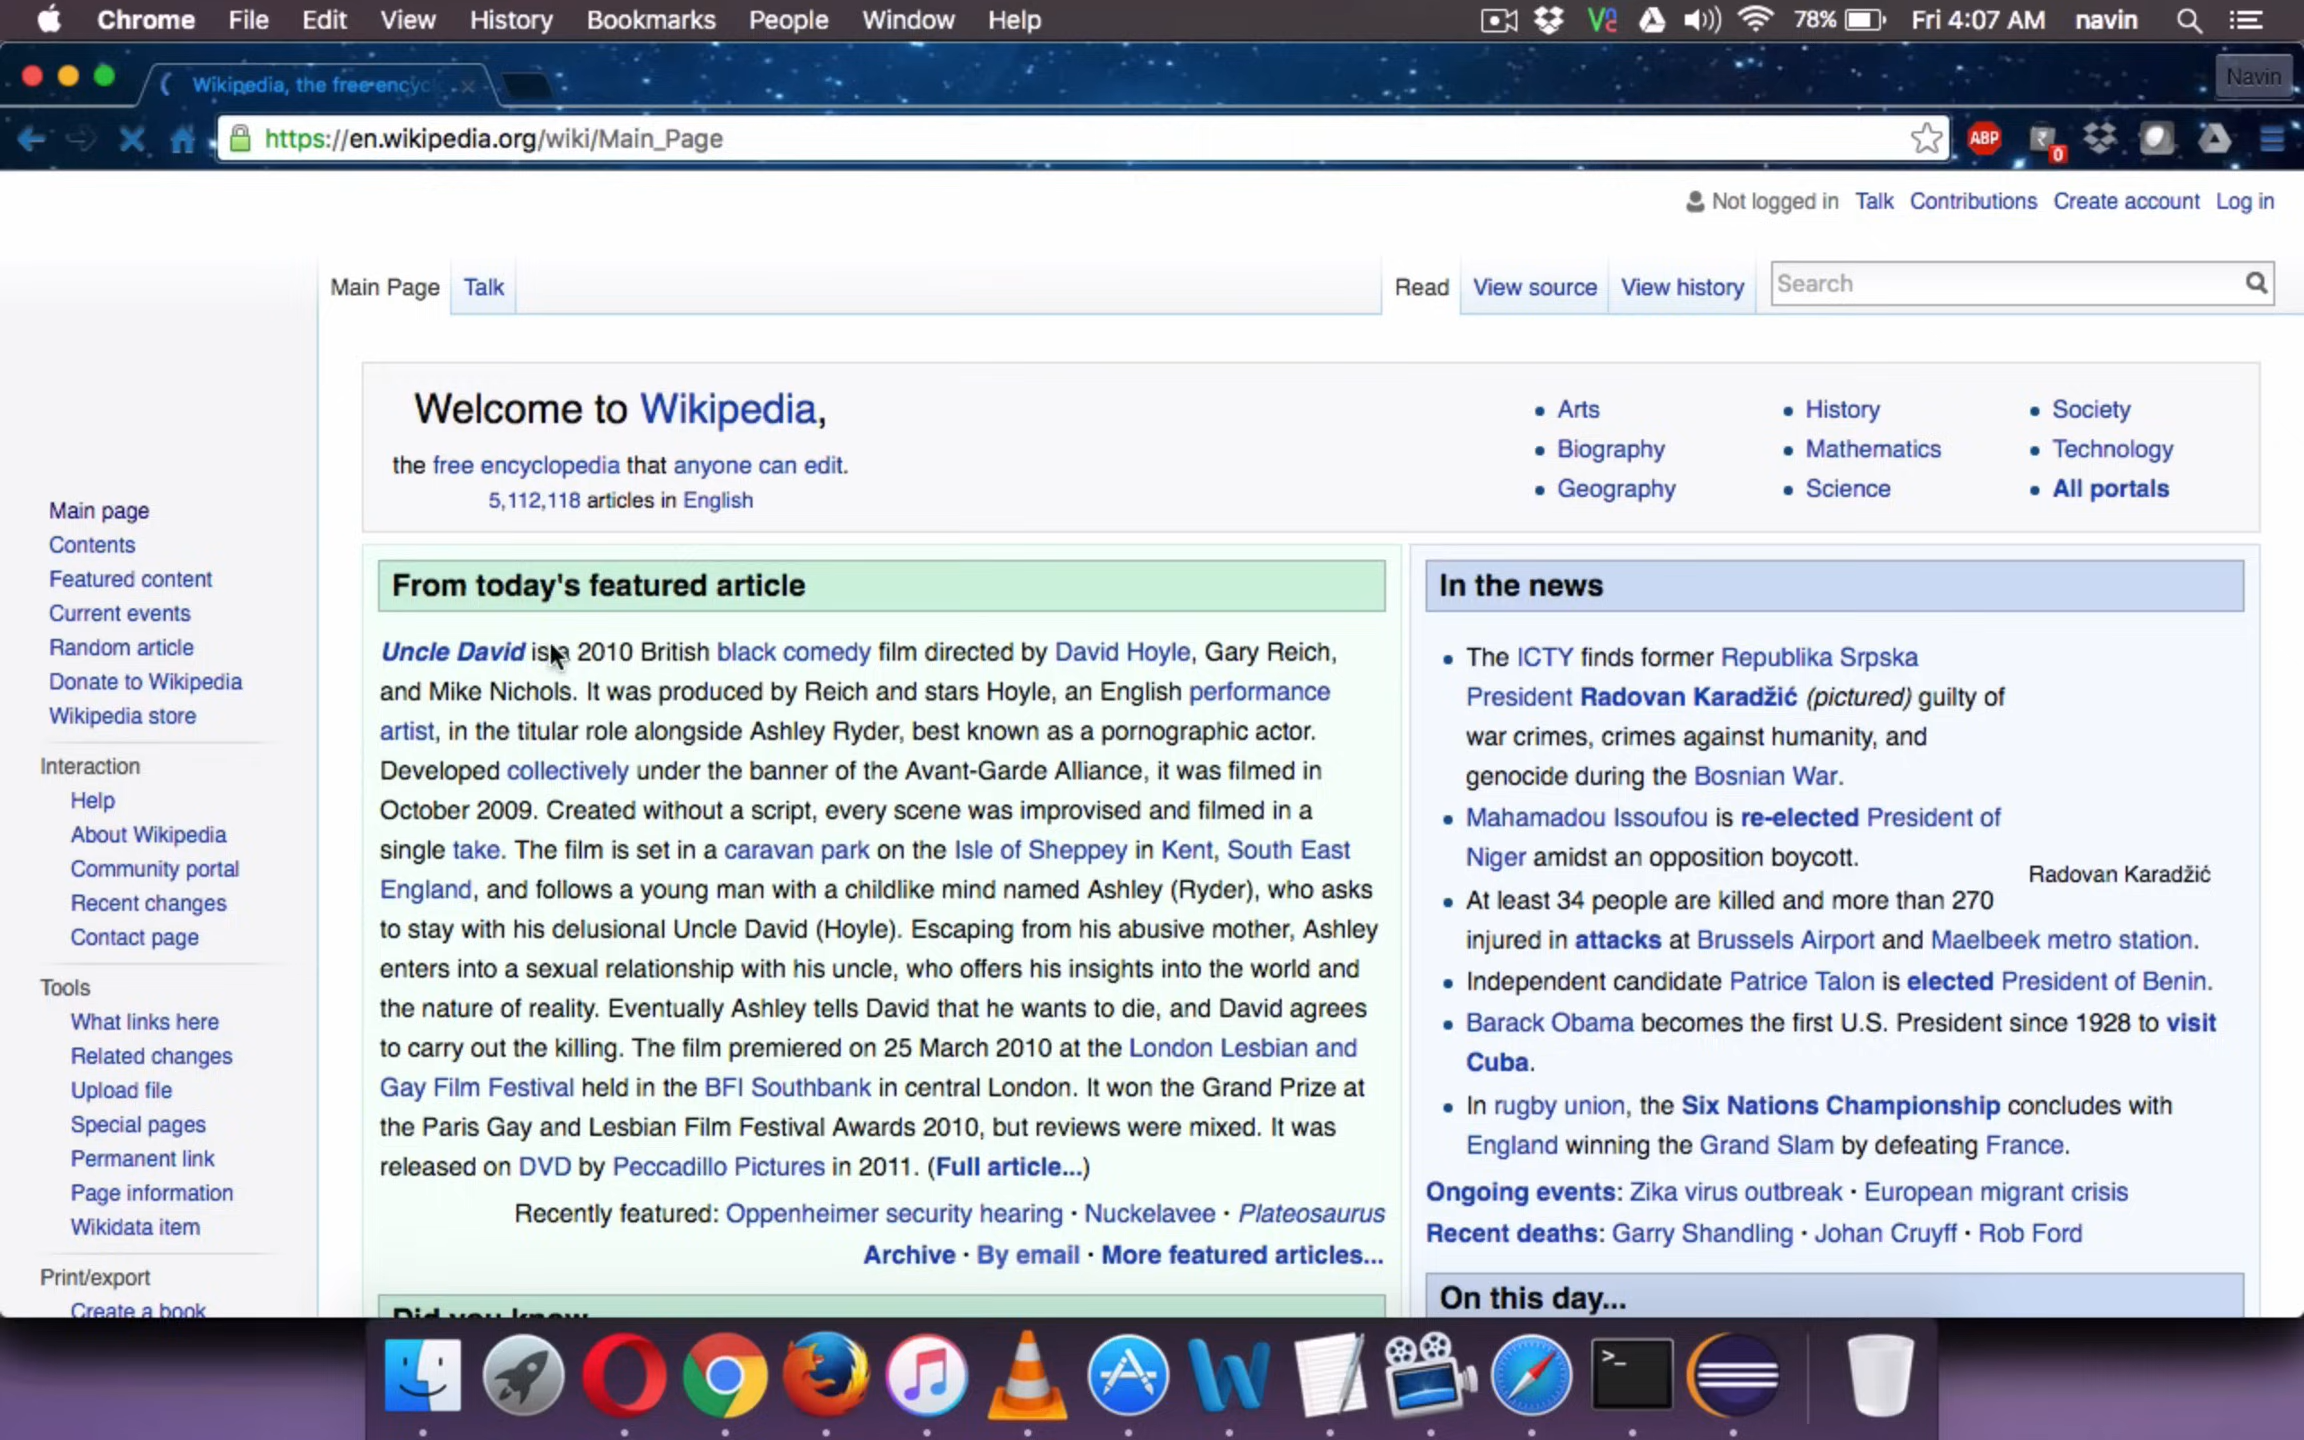 Chrome File Edit View History Bookmarks People Window Help
78% Fri 4:07 AM navin
Wikipedia, the free encyc
Navin
https://en.wikipedia.org/wiki/Main_Page
ABP
0
Not logged in Talk Contributions Create account Log in
Main Page Talk
Read View source View history Search
Welcome to Wikipedia,
the free encyclopedia that anyone can edit.
5,112,118 articles in English
Arts History Society
Biography Mathematics Technology
Geography Science All portals
Main page
Contents
Featured content
Current events
Random article
Donate to Wikipedia
Wikipedia store
Interaction
Help
About Wikipedia
Community portal
Recent changes
Contact page
Tools
What links here
Related changes
Upload file
Special pages
Permanent link
Page information
Wikidata item
Print/export
Create a book
From today's featured article
Uncle David is a 2010 British black comedy film directed by David Hoyle, Gary Reich,
and Mike Nichols. It was produced by Reich and stars Hoyle, an English performance
artist, in the titular role alongside Ashley Ryder, best known as a pornographic actor.
Developed collectively under the banner of the Avant-Garde Alliance, it was filmed in
October 2009. Created without a script, every scene was improvised and filmed in a
single take. The film is set in a caravan park on the Isle of Sheppey in Kent, South East
England, and follows a young man with a childlike mind named Ashley (Ryder), who asks
to stay with his delusional Uncle David (Hoyle). Escaping from his abusive mother, Ashley
enters into a sexual relationship with his uncle, who offers his insights into the world and
the nature of reality. Eventually Ashley tells David that he wants to die, and David agrees
to carry out the killing. The film premiered on 25 March 2010 at the London Lesbian and
Gay Film Festival held in the BFI Southbank in central London. It won the Grand Prize at
the Paris Gay and Lesbian Film Festival Awards 2010, but reviews were mixed. It was
released on DVD by Peccadillo Pictures in 2011. (Full article...)
Recently featured: Oppenheimer security hearing · Nuckelavee · Plateosaurus
Archive · By email · More featured articles...
Did you know
In the news
The ICTY finds former Republika Srpska
President Radovan Karadžić (pictured) guilty of
war crimes, crimes against humanity, and
genocide during the Bosnian War.
Mahamadou Issoufou is re-elected President of
Niger amidst an opposition boycott.
Radovan Karadžić
At least 34 people are killed and more than 270
injured in attacks at Brussels Airport and Maelbeek metro station.
Independent candidate Patrice Talon is elected President of Benin.
Barack Obama becomes the first U.S. President since 1928 to visit
Cuba.
In rugby union, the Six Nations Championship concludes with
England winning the Grand Slam by defeating France.
Ongoing events: Zika virus outbreak · European migrant crisis
Recent deaths: Garry Shandling · Johan Cruyff · Rob Ford
On this day...